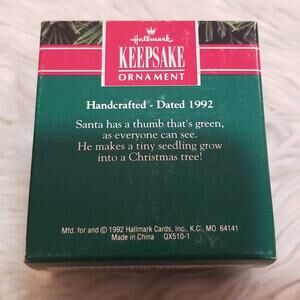 Hallmark
KEEPSAKE
ORNAMENT
Handcrafted - Dated 1992
Santa has a thumb that's green,
as everyone can see.
He makes a tiny seedling grow
into a Christmas tree!
Mfd. for and © 1992 Hallmark Cards, Inc., K.C., MO 64141
Made in China QX510-1